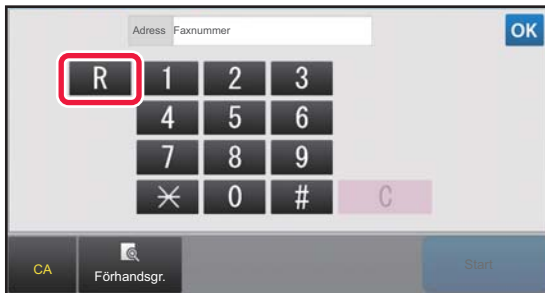 Adress Faxnummer OK
R 1 2 3
4 5 6
7 8 9
* 0 # C
CA Förhandsgr. Start